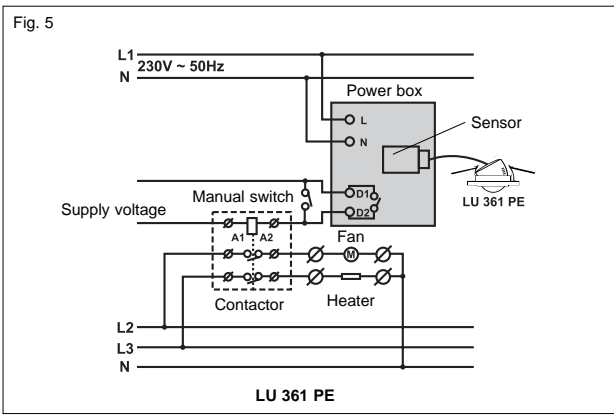 Fig. 5
L1
230V ~ 50Hz
N
Power box
L
N
Sensor
LU 361 PE
D1
D2
Manual switch
Supply voltage
A1 A2
Fan
M
Contactor
Heater
L2
L3
N
LU 361 PE